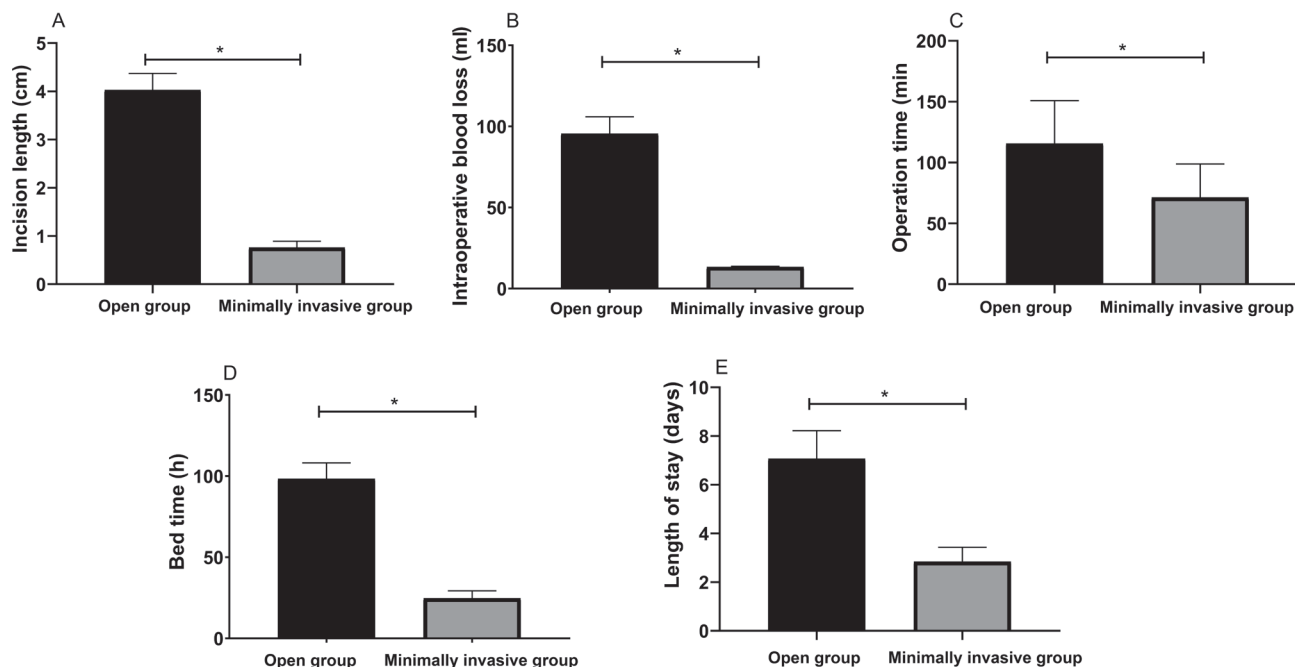 A
Incision length (cm)
5
4
3
2
1
0
*
Open group
Minimally invasive group
B
Intraoperative blood loss (ml)
150
100
50
0
*
Open group
Minimally invasive group
C
Operation time (min
200
150
100
50
0
*
Open group
Minimally invasive group
D
Bed time (h)
150
100
50
0
*
Open group
Minimally invasive group
E
Length of stay (days)
10
8
6
4
2
0
*
Open group
Minimally invasive group